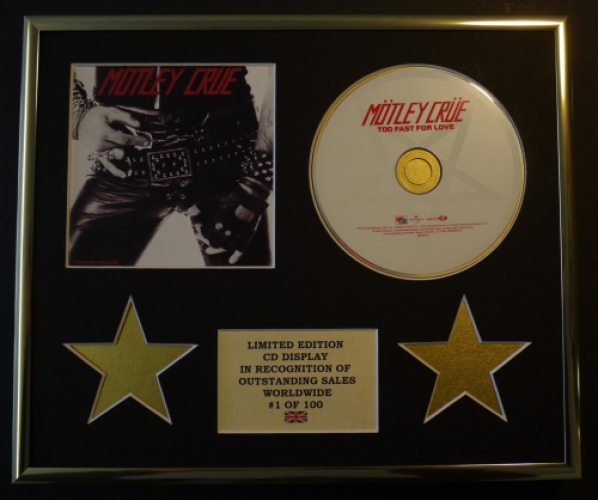 MÖTLEY CRÜE
MÖTLEY CRÜE
TOO FAST FOR LOVE
LIMITED EDITION
CD DISPLAY
IN RECOGNITION OF
OUTSTANDING SALES
WORLDWIDE
#1 OF 100